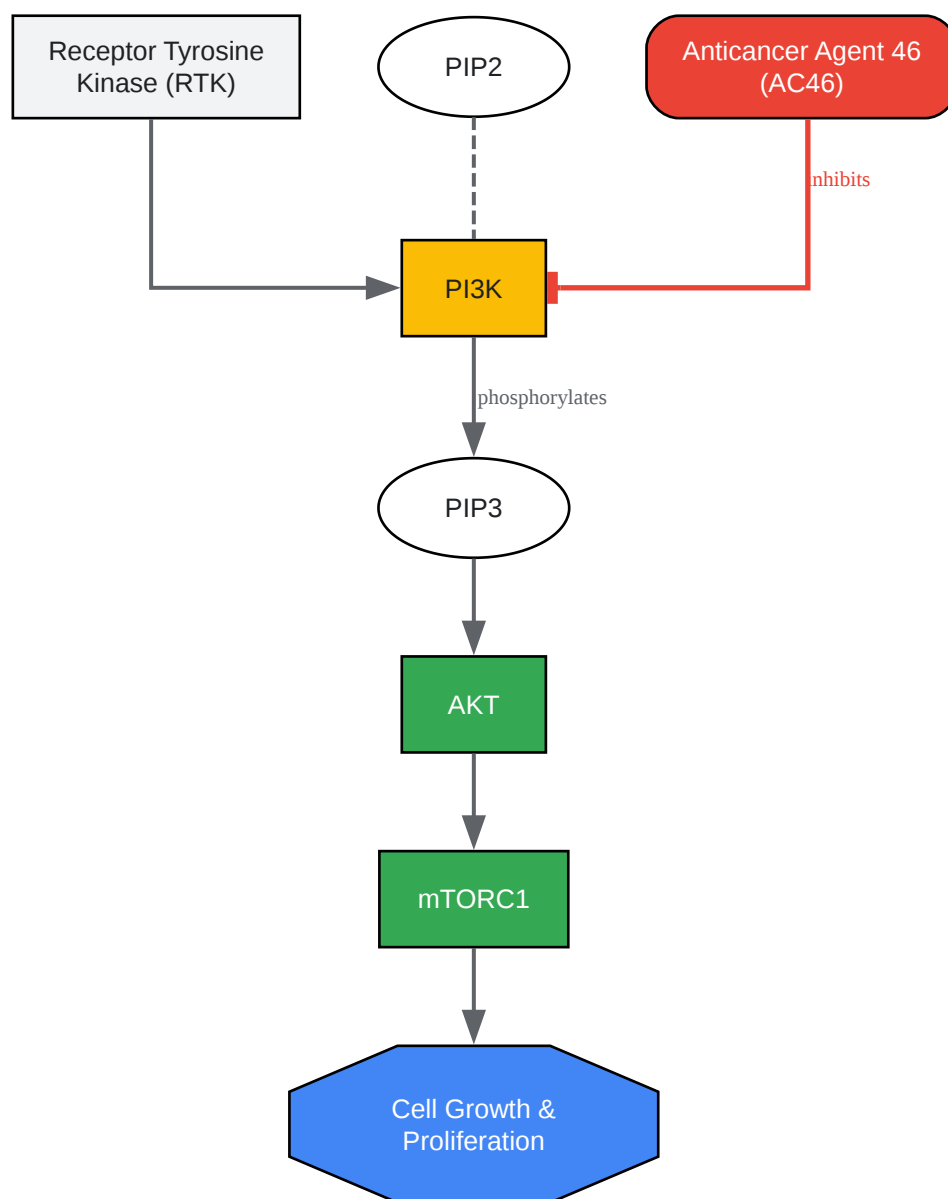 Receptor Tyrosine
Kinase (RTK)
PIP2
Anticancer Agent 46
(AC46)
inhibits
PI3K
phosphorylates
PIP3
AKT
mTORC1
Cell Growth &
Proliferation